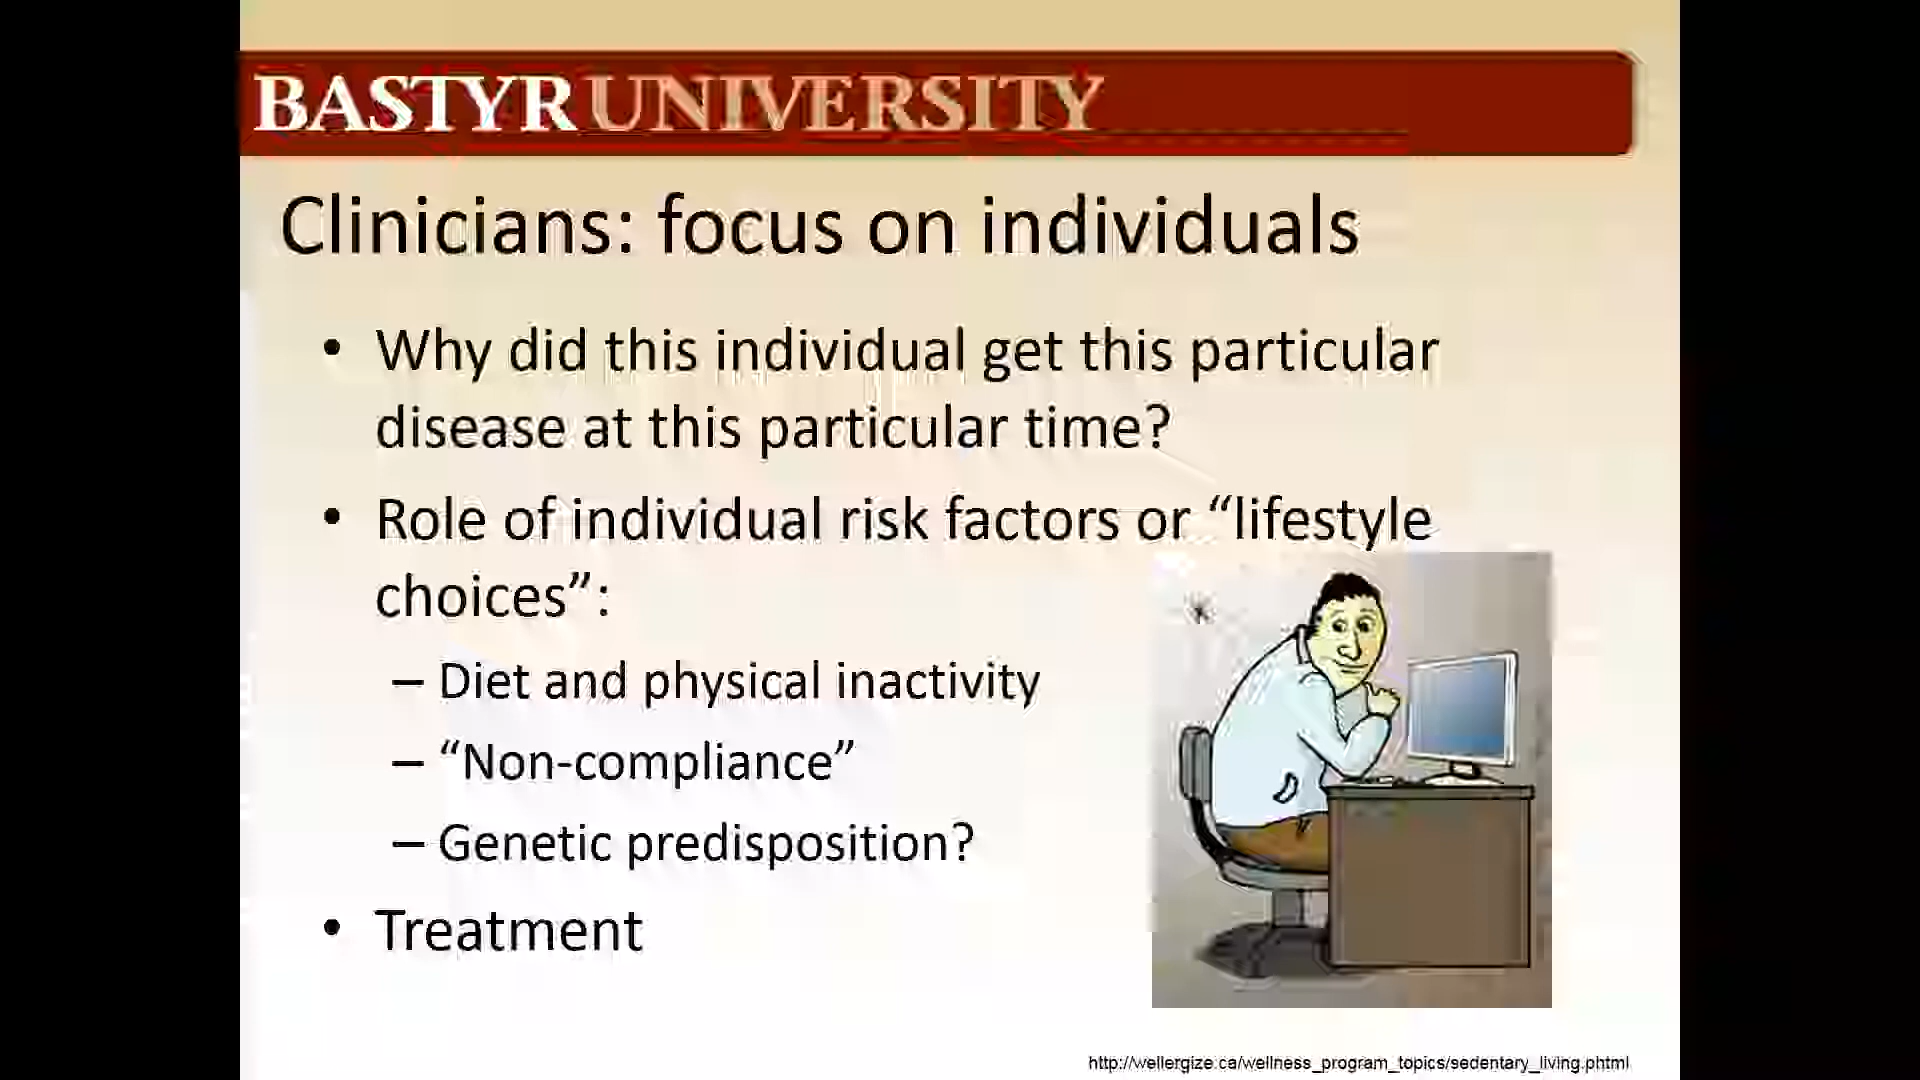 BASTYR UNIVERSITY
Clinicians: focus on individuals
• Why did this individual get this particular
disease at this particular time?
• Role of individual risk factors or “lifestyle
choices”:
– Diet and physical inactivity
– “Non-compliance”
– Genetic predisposition?
• Treatment
http://wellergize.ca/wellness_program_topics/sedentary_living.phtml